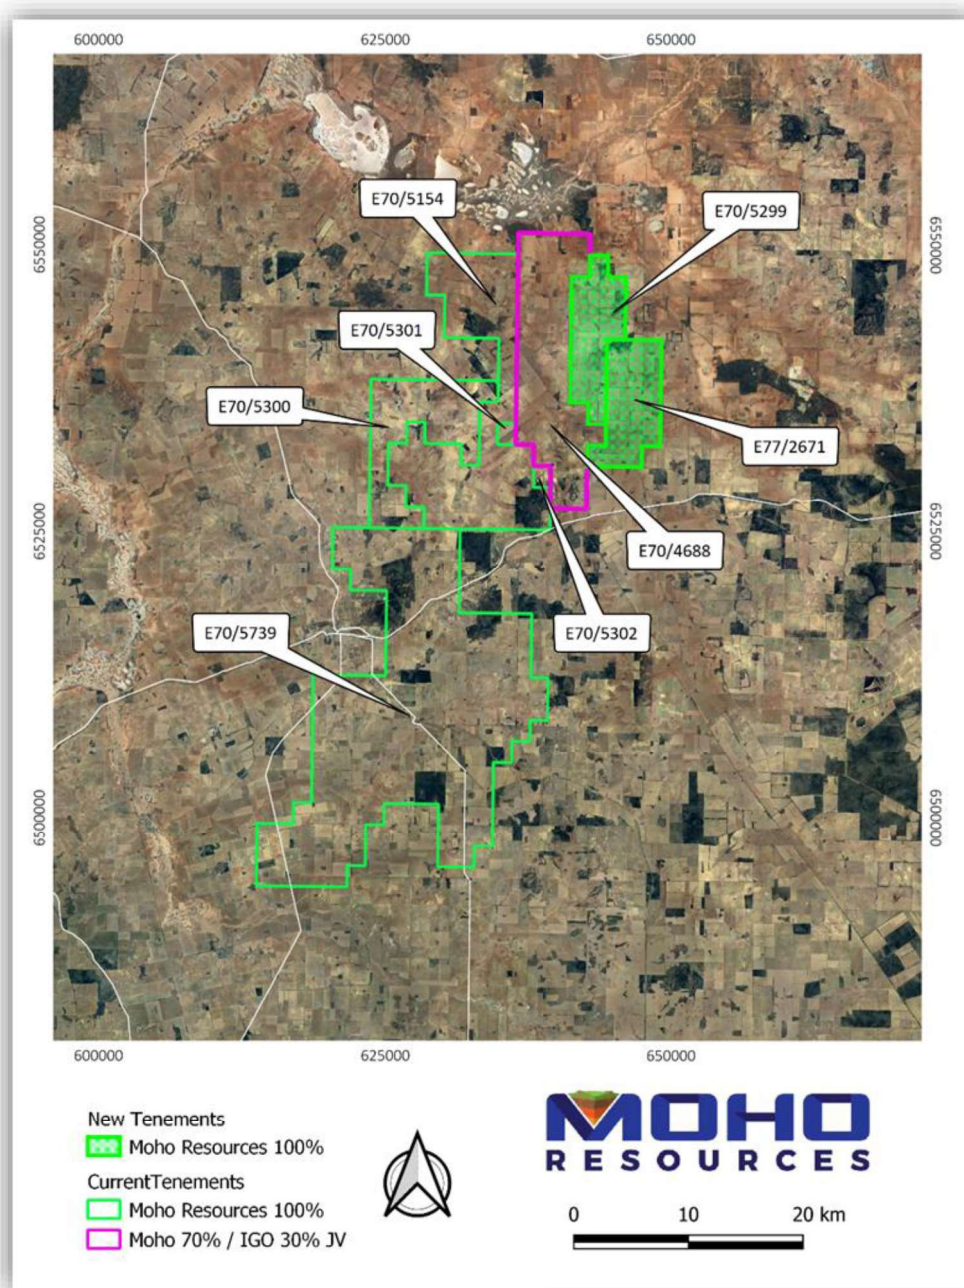 600000 625000 650000
E70/5154
E70/5299
6550000 6550000
E70/5301
E70/5300
E77/2671
6525000 6525000
E70/4688
E70/5739
E70/5302
6500000 6500000
600000 625000 650000
New Tenements
Moho Resources 100%
CurrentTenements
Moho Resources 100%
Moho 70% / IGO 30% JV
MOHO
RESOURCES
0 10 20 km